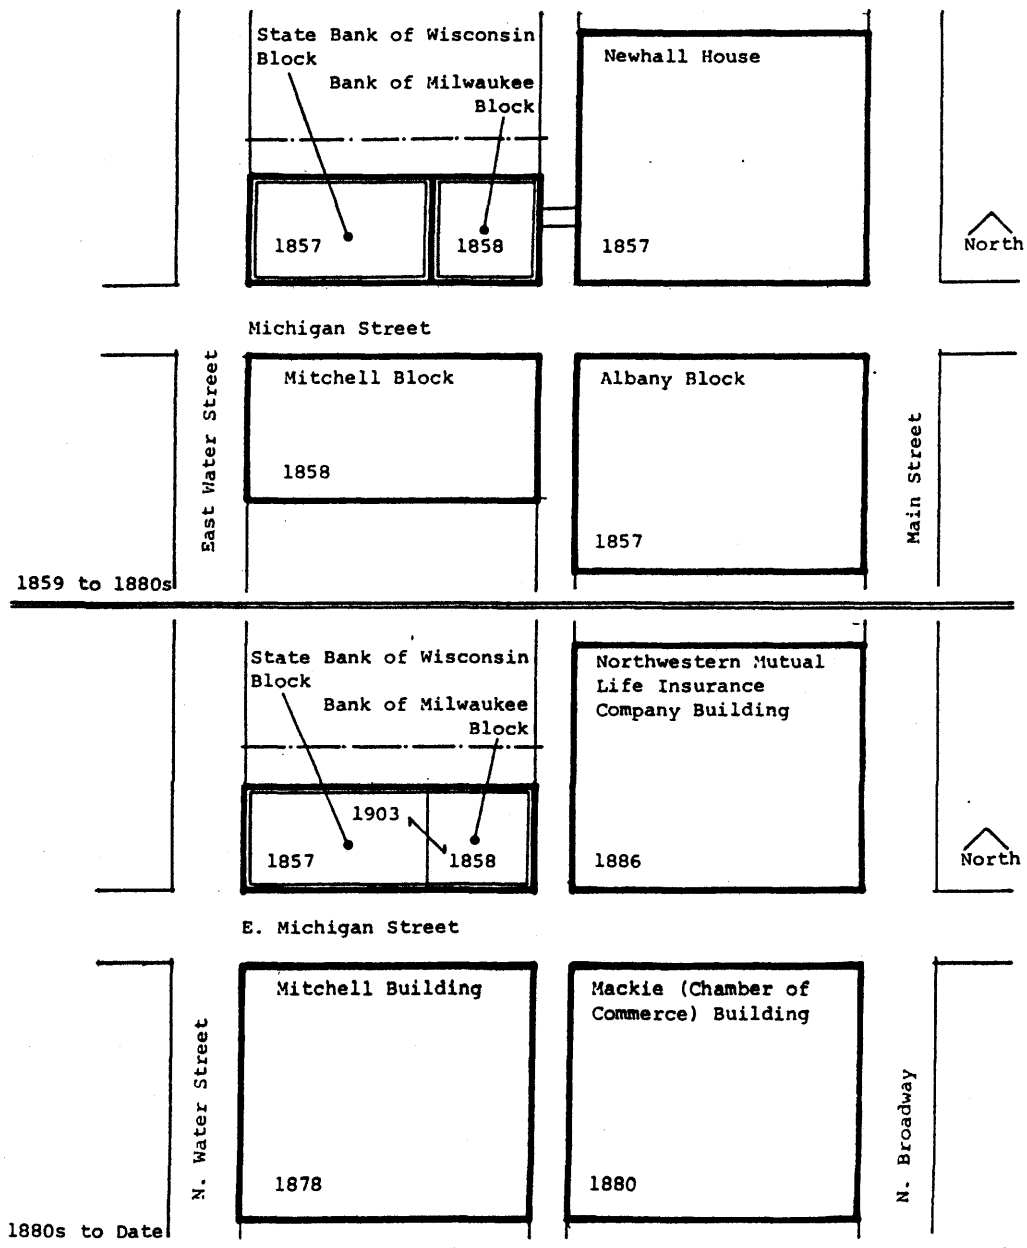 State Bank of Wisconsin
Block
Bank of Milwaukee
Block
Newhall House
1857
1858
1857
North
Michigan Street
Mitchell Block
1858
Albany Block
1857
East Water Street
Main Street
1859 to 1880s
State Bank of Wisconsin
Block
Bank of Milwaukee
Block
Northwestern Mutual
Life Insurance
Company Building
1903
1857
1858
1886
North
E. Michigan Street
Mitchell Building
1878
Mackie (Chamber of
Commerce) Building
1880
N. Water Street
N. Broadway
1880s to Date